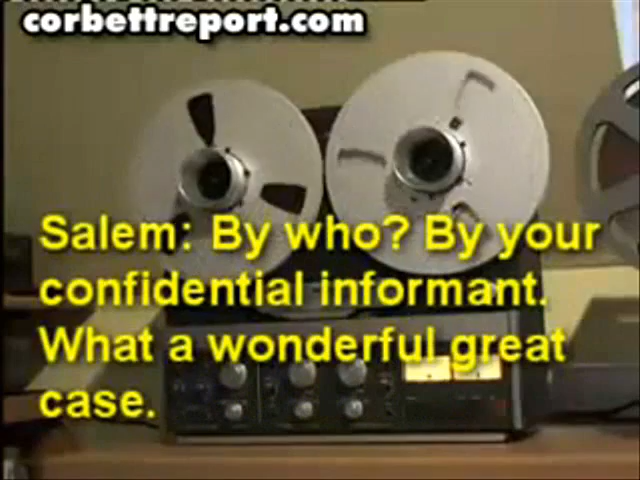 corbettreport.com
Salem: By who? By your
confidential informant.
What a wonderful great
case.